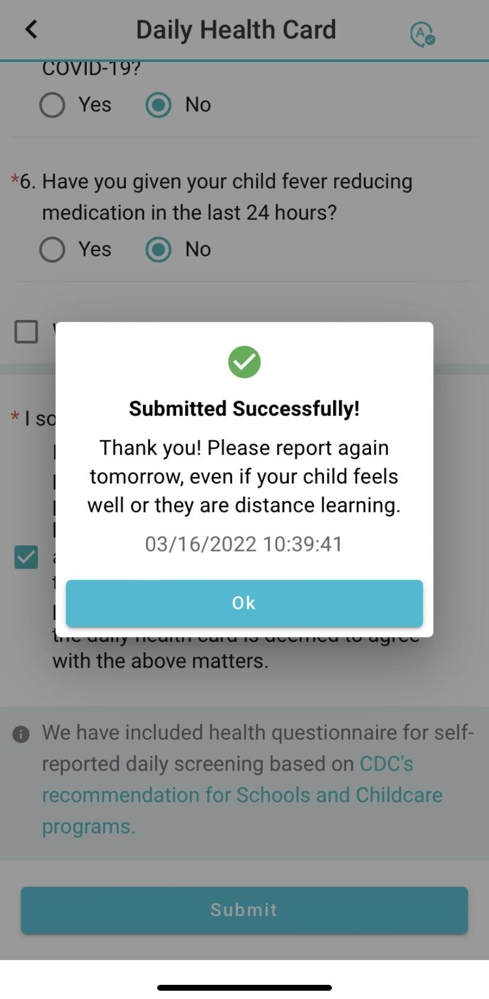 Daily Health Card
A
COVID-19?
Yes No
*6. Have you given your child fever reducing
medication in the last 24 hours?
Yes No
* I so
Submitted Successfully!
Thank you! Please report again
tomorrow, even if your child feels
well or they are distance learning.
03/16/2022 10:39:41
Ok
the daily health card is deemed to agree
with the above matters.
We have included health questionnaire for self-
reported daily screening based on CDC's
recommendation for Schools and Childcare
programs.
Submit